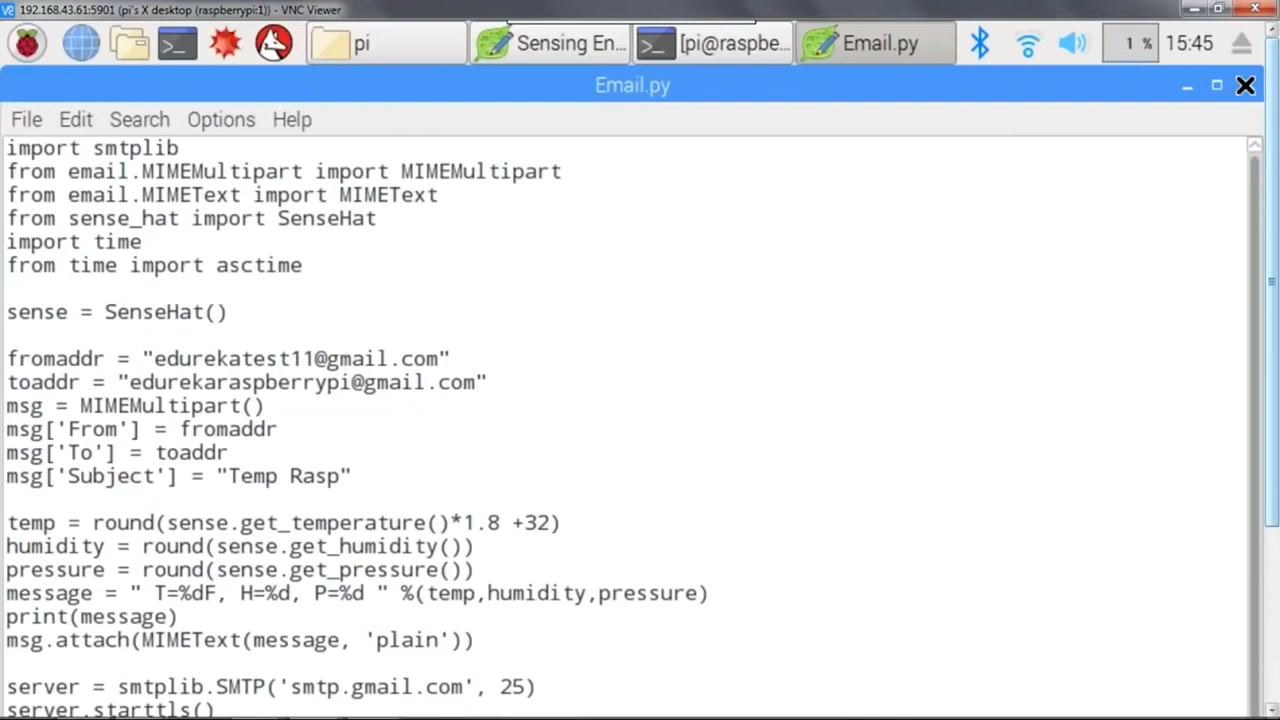 192.168.43.61:5901 (pi's X desktop (raspberrypi:1)) - VNC Viewer
pi
Sensing En...
[pi@raspbe...
Email.py
1 %
15:45
Email.py
File Edit Search Options Help
import smtplib
from email.MIMEMultipart import MIMEMultipart
from email.MIMEText import MIMEText
from sense_hat import SenseHat
import time
from time import asctime
sense = SenseHat()
fromaddr = "edurekatest11@gmail.com"
toaddr = "edurekaraspberrypi@gmail.com"
msg = MIMEMultipart()
msg['From'] = fromaddr
msg['To'] = toaddr
msg['Subject'] = "Temp Rasp"
temp = round(sense.get_temperature()*1.8 +32)
humidity = round(sense.get_humidity())
pressure = round(sense.get_pressure())
message = " T=%dF, H=%d, P=%d " %(temp,humidity,pressure)
print(message)
msg.attach(MIMEText(message, 'plain'))
server = smtplib.SMTP('smtp.gmail.com', 25)
server.starttls()